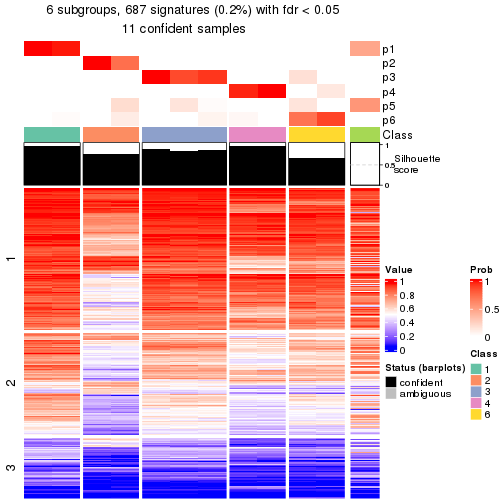 6 subgroups, 687 signatures (0.2%) with fdr < 0.05
11 confident samples
p1
p2
p3
p4
p5
p6
Class
1
0.5
0
Silhouette
score
1
2
3
Value
1
0.8
0.6
0.4
0.2
0
Status (barplots)
confident
ambiguous
Prob
1
0.5
0
Class
1
2
3
4
6